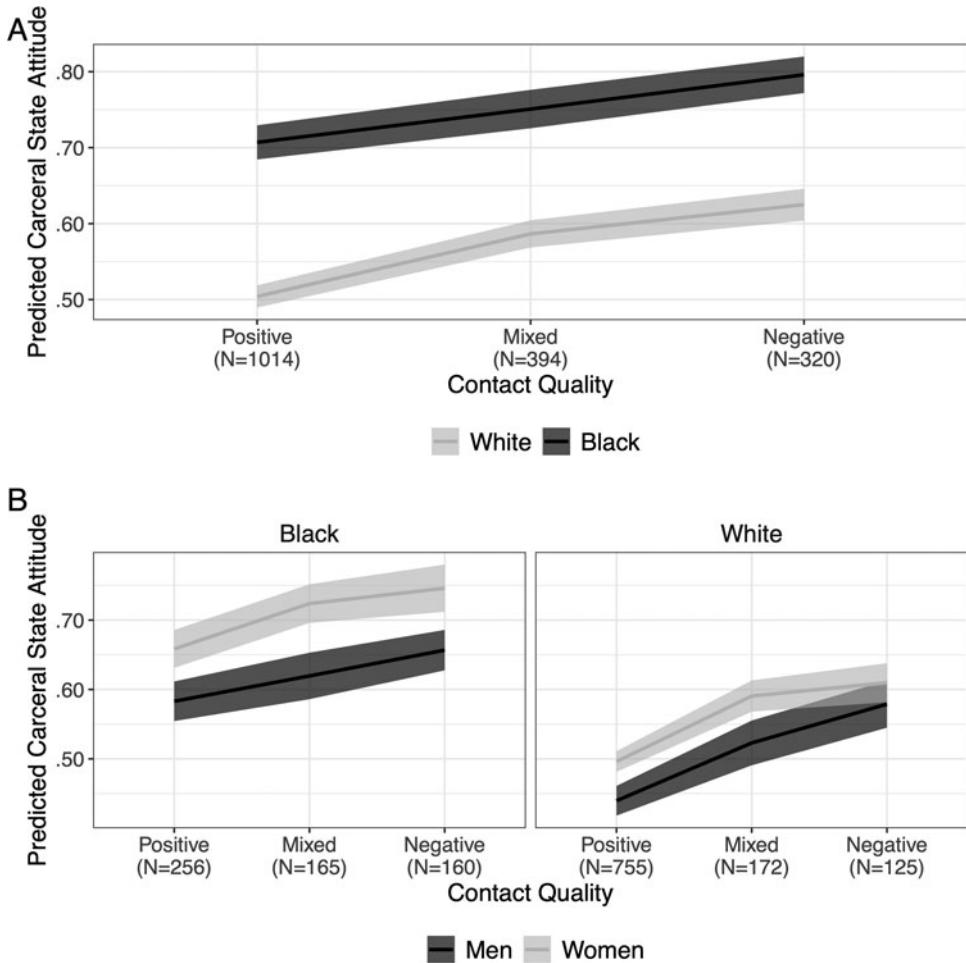 A
Predicted Carceral State Attitude
.80
.70
.60
.50
Positive
(N=1014)
Mixed
(N=394)
Negative
(N=320)
Contact Quality
White
Black
B
Predicted Carceral State Attitude
Black
White
.70
.60
.50
Positive
(N=256)
Mixed
(N=165)
Negative
(N=160)
Positive
(N=755)
Mixed
(N=172)
Negative
(N=125)
Contact Quality
Men
Women